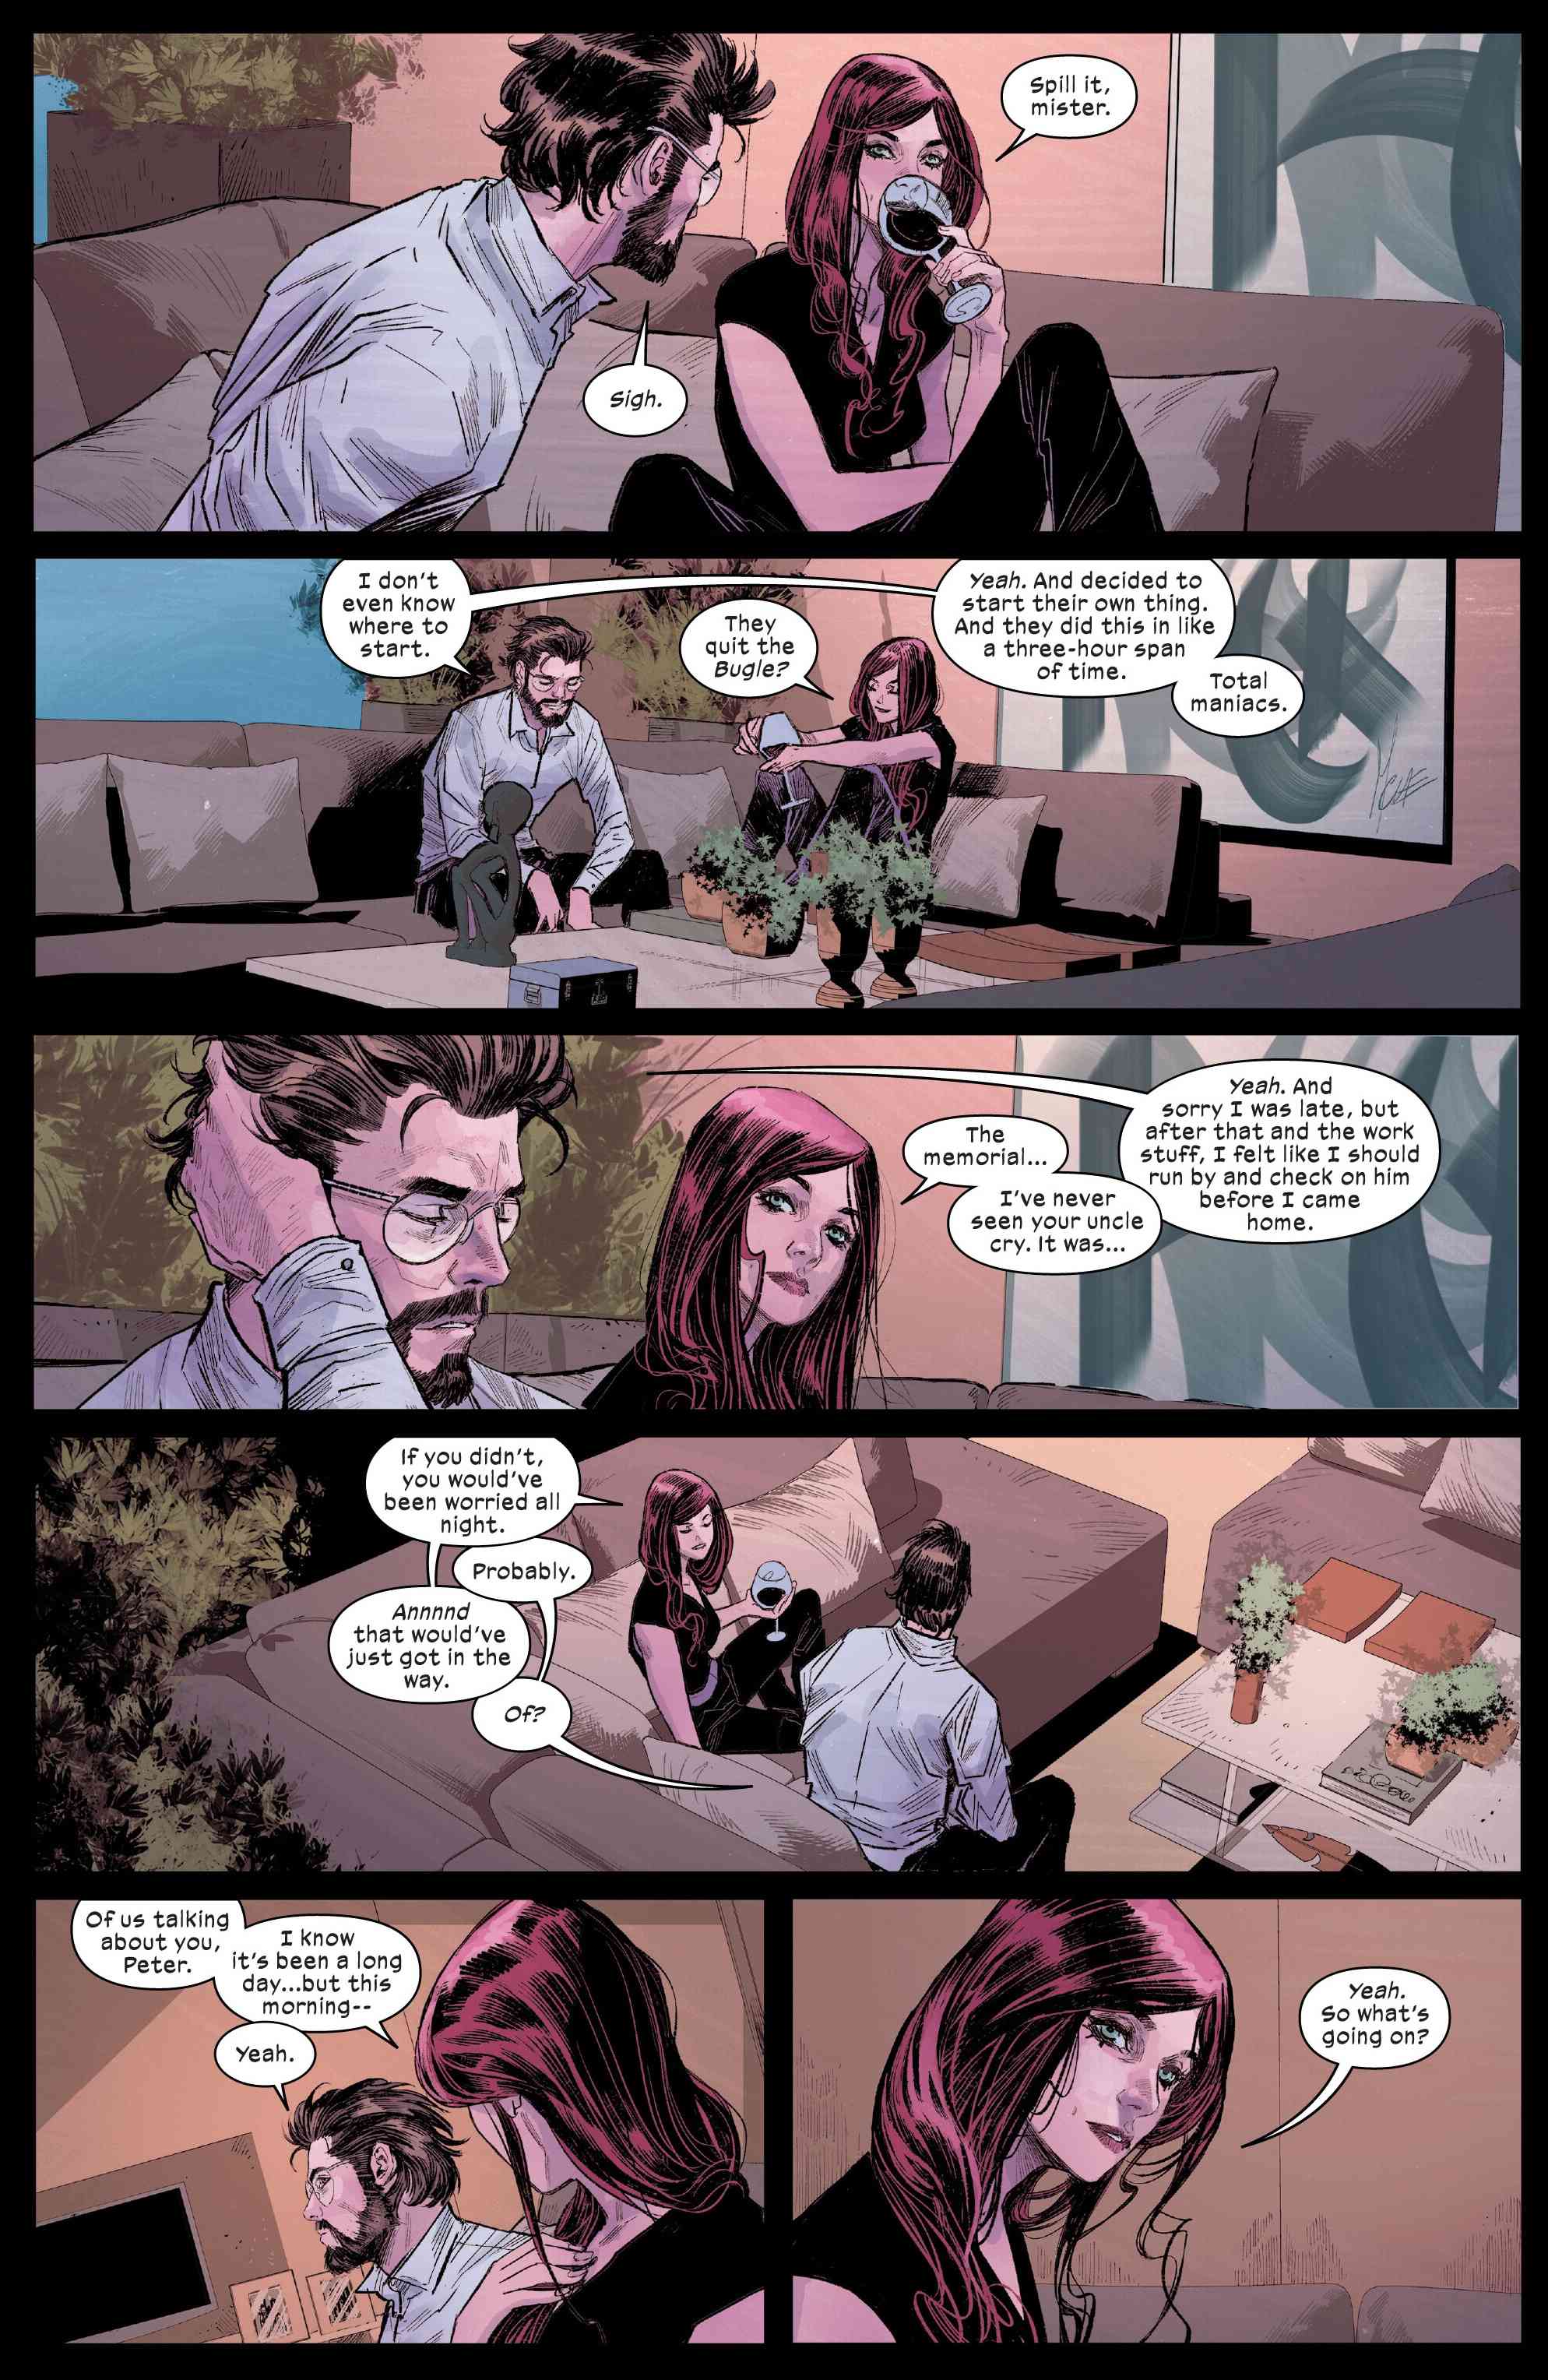 Spill it,
mister.
Sigh.
I don't
even know
where to
start.
They
quit the
Bugle?
Yeah. And decided to
start their own thing.
And they did this in like
a three-hour span
of time.
Total
maniacs.
The
memorial...
I've never
seen your uncle
cry. It was...
Yeah. And
sorry I was late, but
after that and the work
stuff, I felt like I should
run by and check on him
before I came
home.
If you didn't,
you would've
been worried all
night.
Probably.
Annnnd
that would've
just got in the
way.
Of?
Of us talking
about you,
Peter.
I know
it's been a long
day...but this
morning--
Yeah.
Yeah.
So what's
going on?